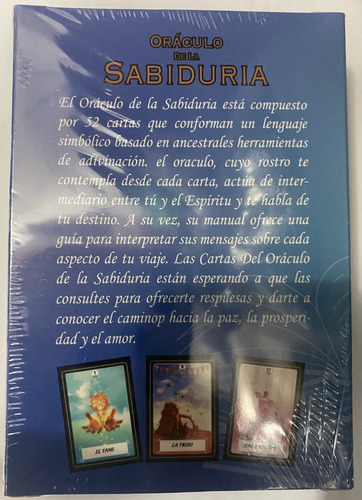 ORÁCULO
DE LA
SABIDURIA
El Oráculo de la Sabiduria está compuesto
por 52 cartas que conforman un lenguaje
simbólico basado en ancestrales herramientas
de adivinación. el oraculo, cuyo rostro te
contempla desde cada carta, actúa de inter-
mediario entre tú y el Espíritu y te habla de
tu destino. A su vez, su manual ofrece una
guía para interpretar sus mensajes sobre cada
aspecto de tu viaje. Las Cartas Del Oráculo
de la Sabiduria están esperando a que las
consultes para ofrecerte respuesas y darte a
conocer el caminop hacia la paz, la prosperi-
dad y el amor.
EL YANG
LA TRIBU